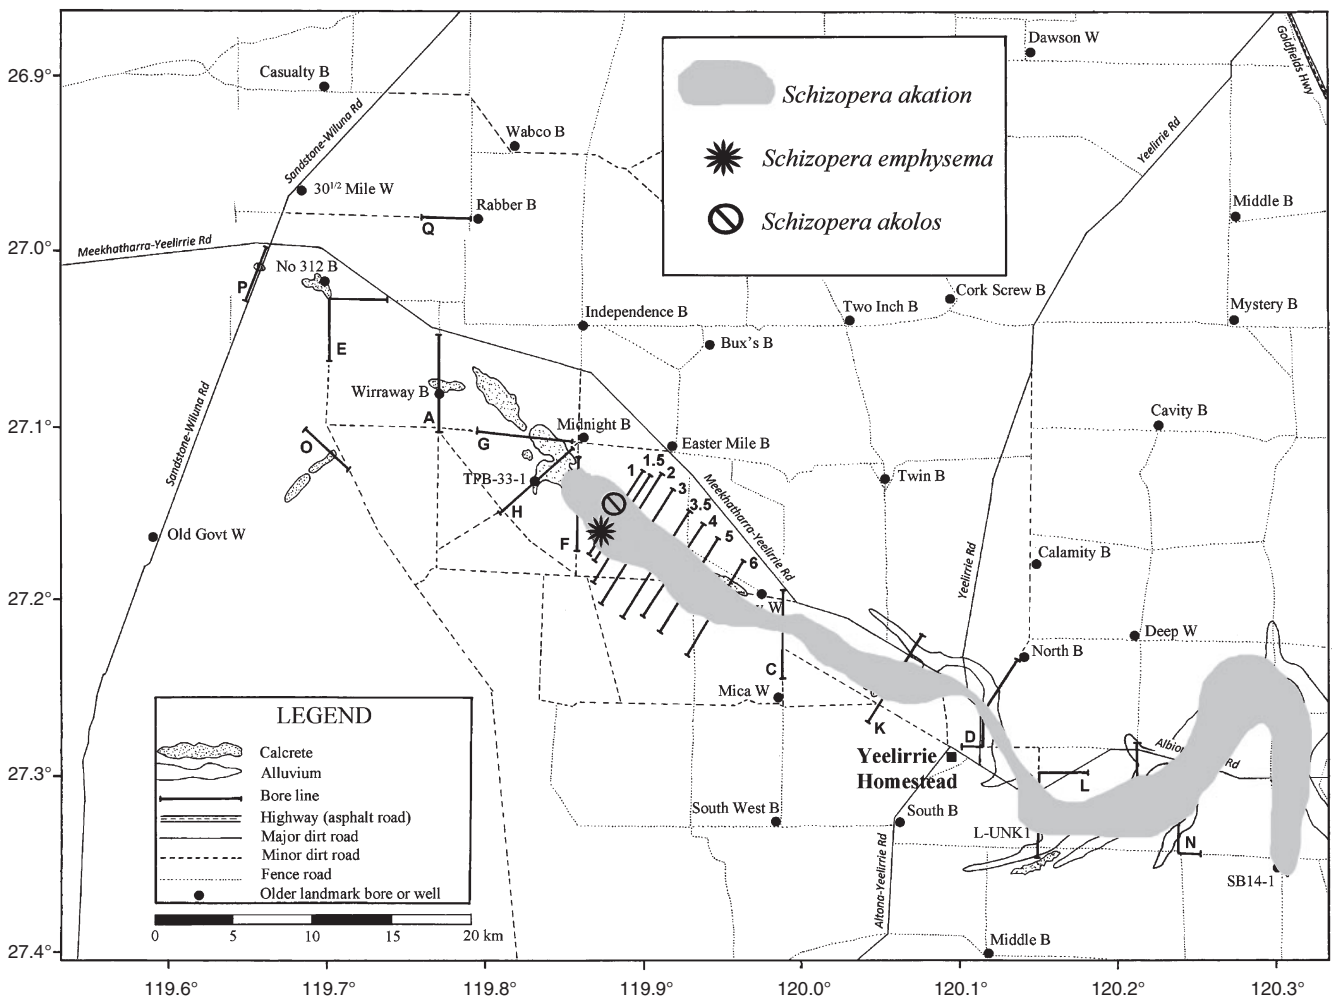 Dawson W
Goldfields Hwy
26.9°
Casualty B
Schizopera akation
Sandstone-Wiluna Rd
Wabco B
Schizopera emphysema
Yeelirrie Rd
30 1/2 Mile W
Rabber B
Q
Schizopera akolos
Middle B
27.0°
Meekhatharra-Yeelirrie Rd
No 312 B
P
Cork Screw B
Independence B
Two Inch B
Mystery B
E
Bux's B
Sandstone-Wiluna Rd
Wirraway B
A
27.1°
G
Midnight B
Easter Mile B
Cavity B
O
TPB-33-1
1
1.5
2
3
3.5
4
5
6
Meekhatharra-Yeelirrie Rd
Twin B
H
F
Old Govt W
Yeelirrie Rd
Calamity B
27.2°
W
Deep W
North B
C
Mica W
K
D
LEGEND
Calcrete
Alluvium
Bore line
Highway (asphalt road)
Major dirt road
Minor dirt road
Fence road
Older landmark bore or well
0
5
10
15
20 km
Yeelirrie
Homestead
Albio
Rd
27.3°
L
South West B
South B
L-UNK1
N
Altona-Yeelirrie Rd
SB14-1
Middle B
27.4°
119.6°
119.7°
119.8°
119.9°
120.0°
120.1°
120.2°
120.3°